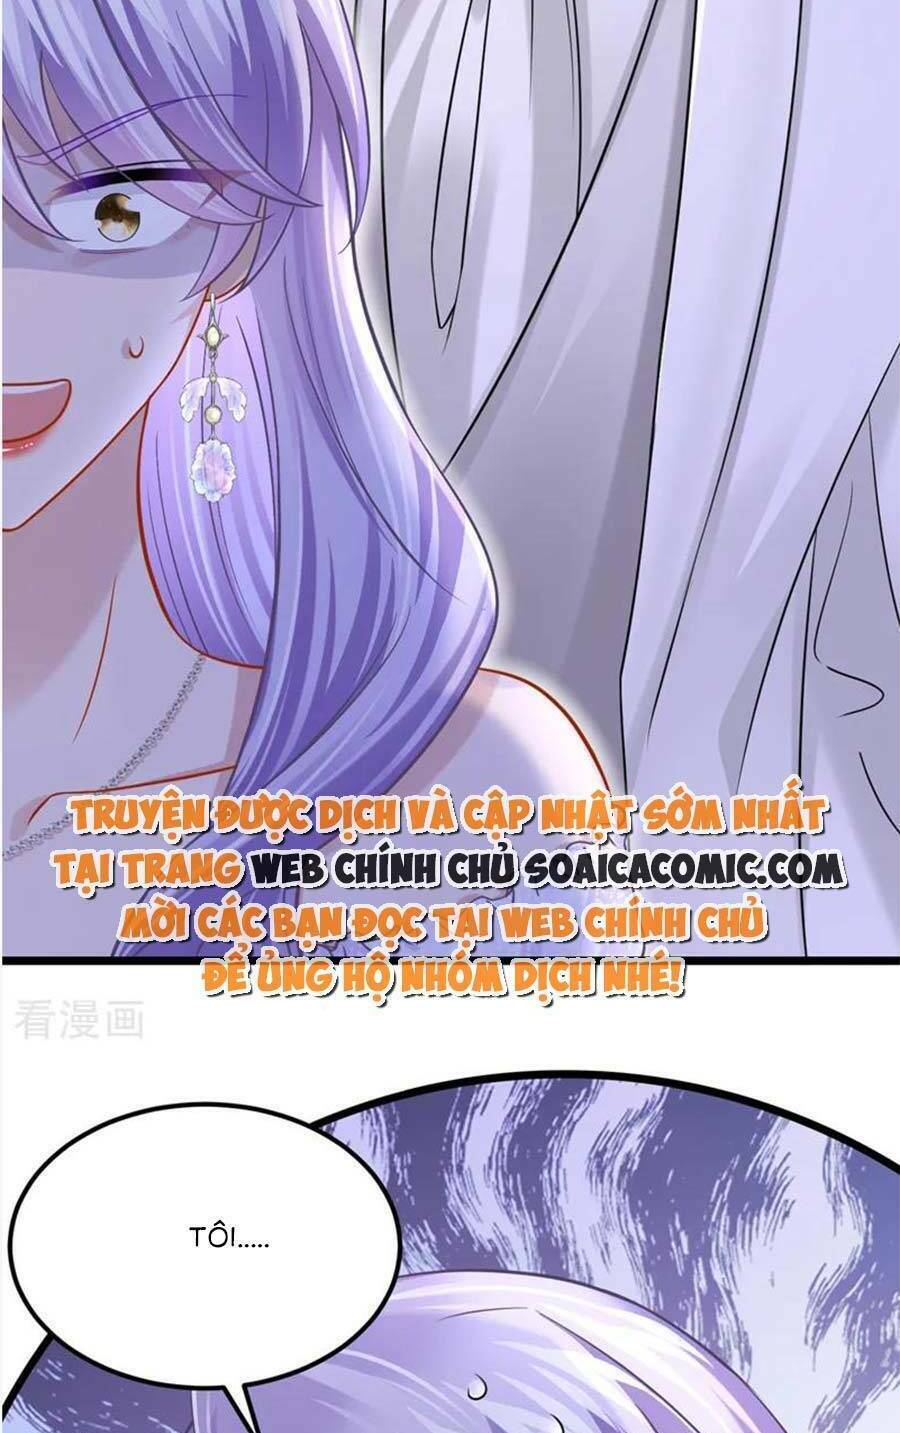 TRUYỆN ĐƯỢC DỊCH VÀ CẬP NHẬT SỚM NHẤT
TẠI TRANG WEB CHÍNH CHỦ SOAICACOMIC.COM
MỜI CÁC BẠN ĐỌC TẠI WEB CHÍNH CHỦ
ĐỂ ỦNG HỘ NHÓM DỊCH NHÉ!
看漫画
TÔI.....